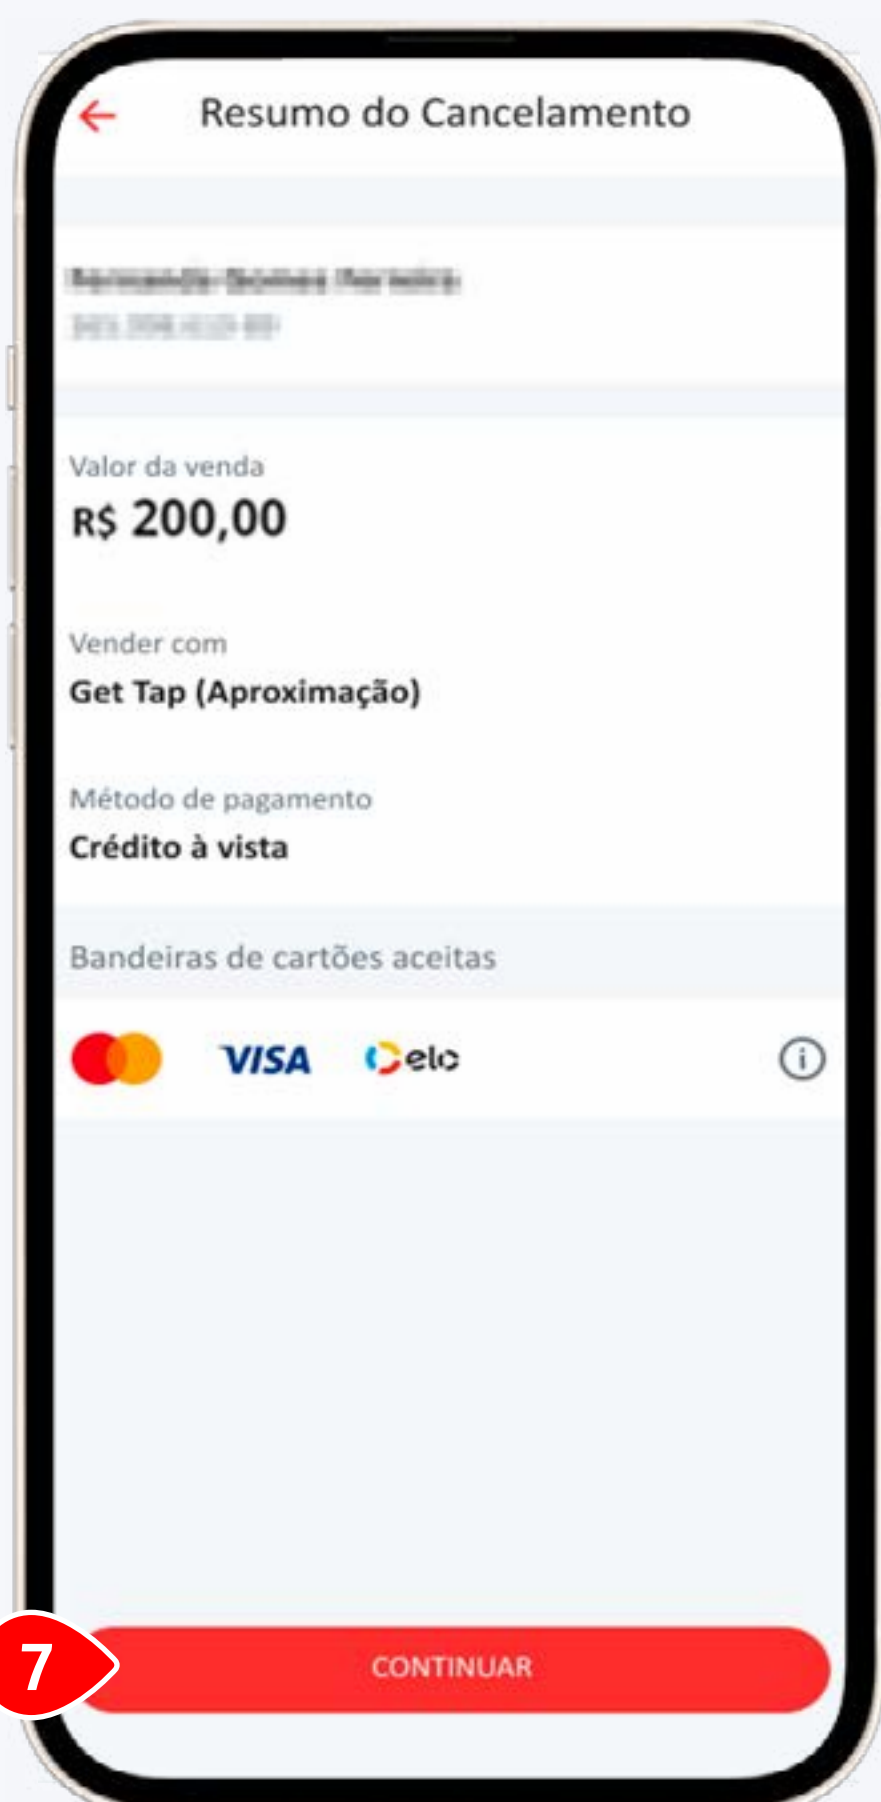 Resumo do Cancelamento
Valor da venda
R$ 200,00
Vender com
Get Tap (Aproximação)
Método de pagamento
Crédito à vista
Bandeiras de cartões aceitas
VISA elo
i
7 CONTINUAR